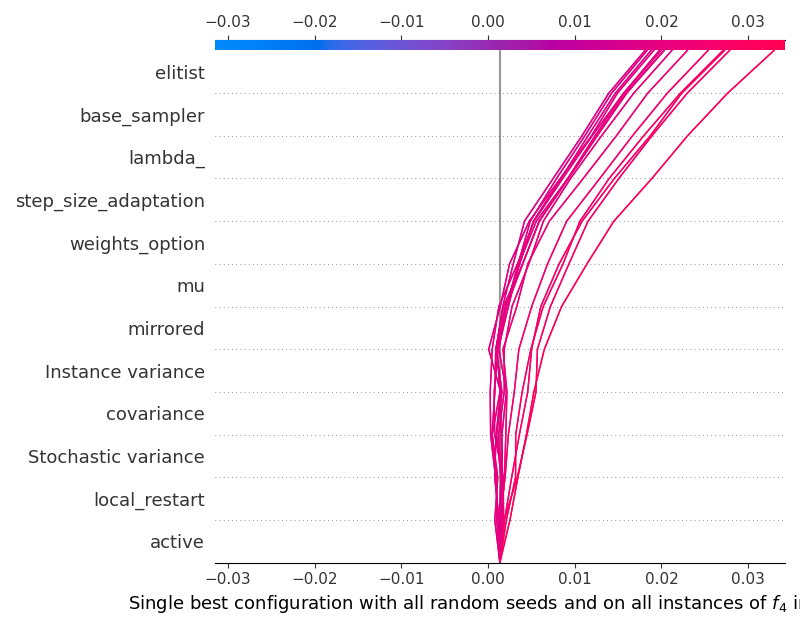 −0.03 −0.02 −0.01 0.00 0.01 0.02 0.03
elitist
base_sampler
lambda_
step_size_adaptation
weights_option
mu
mirrored
Instance variance
covariance
Stochastic variance
local_restart
active
−0.03 −0.02 −0.01 0.00 0.01 0.02 0.03
Single best configuration with all random seeds and on all instances of f₄ i